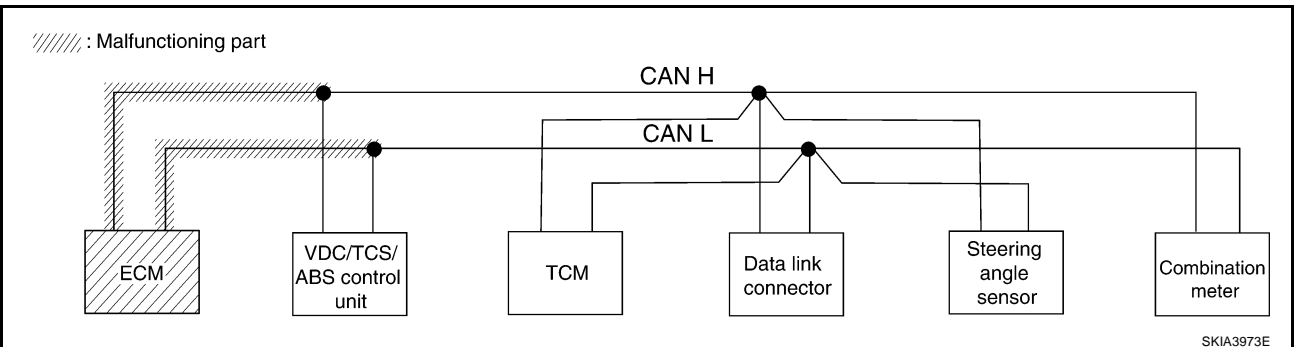 : Malfunctioning part
CAN H
CAN L
ECM
VDC/TCS/
ABS control
unit
TCM
Data link
connector
Steering
angle
sensor
Combination
meter
SKIA3973E